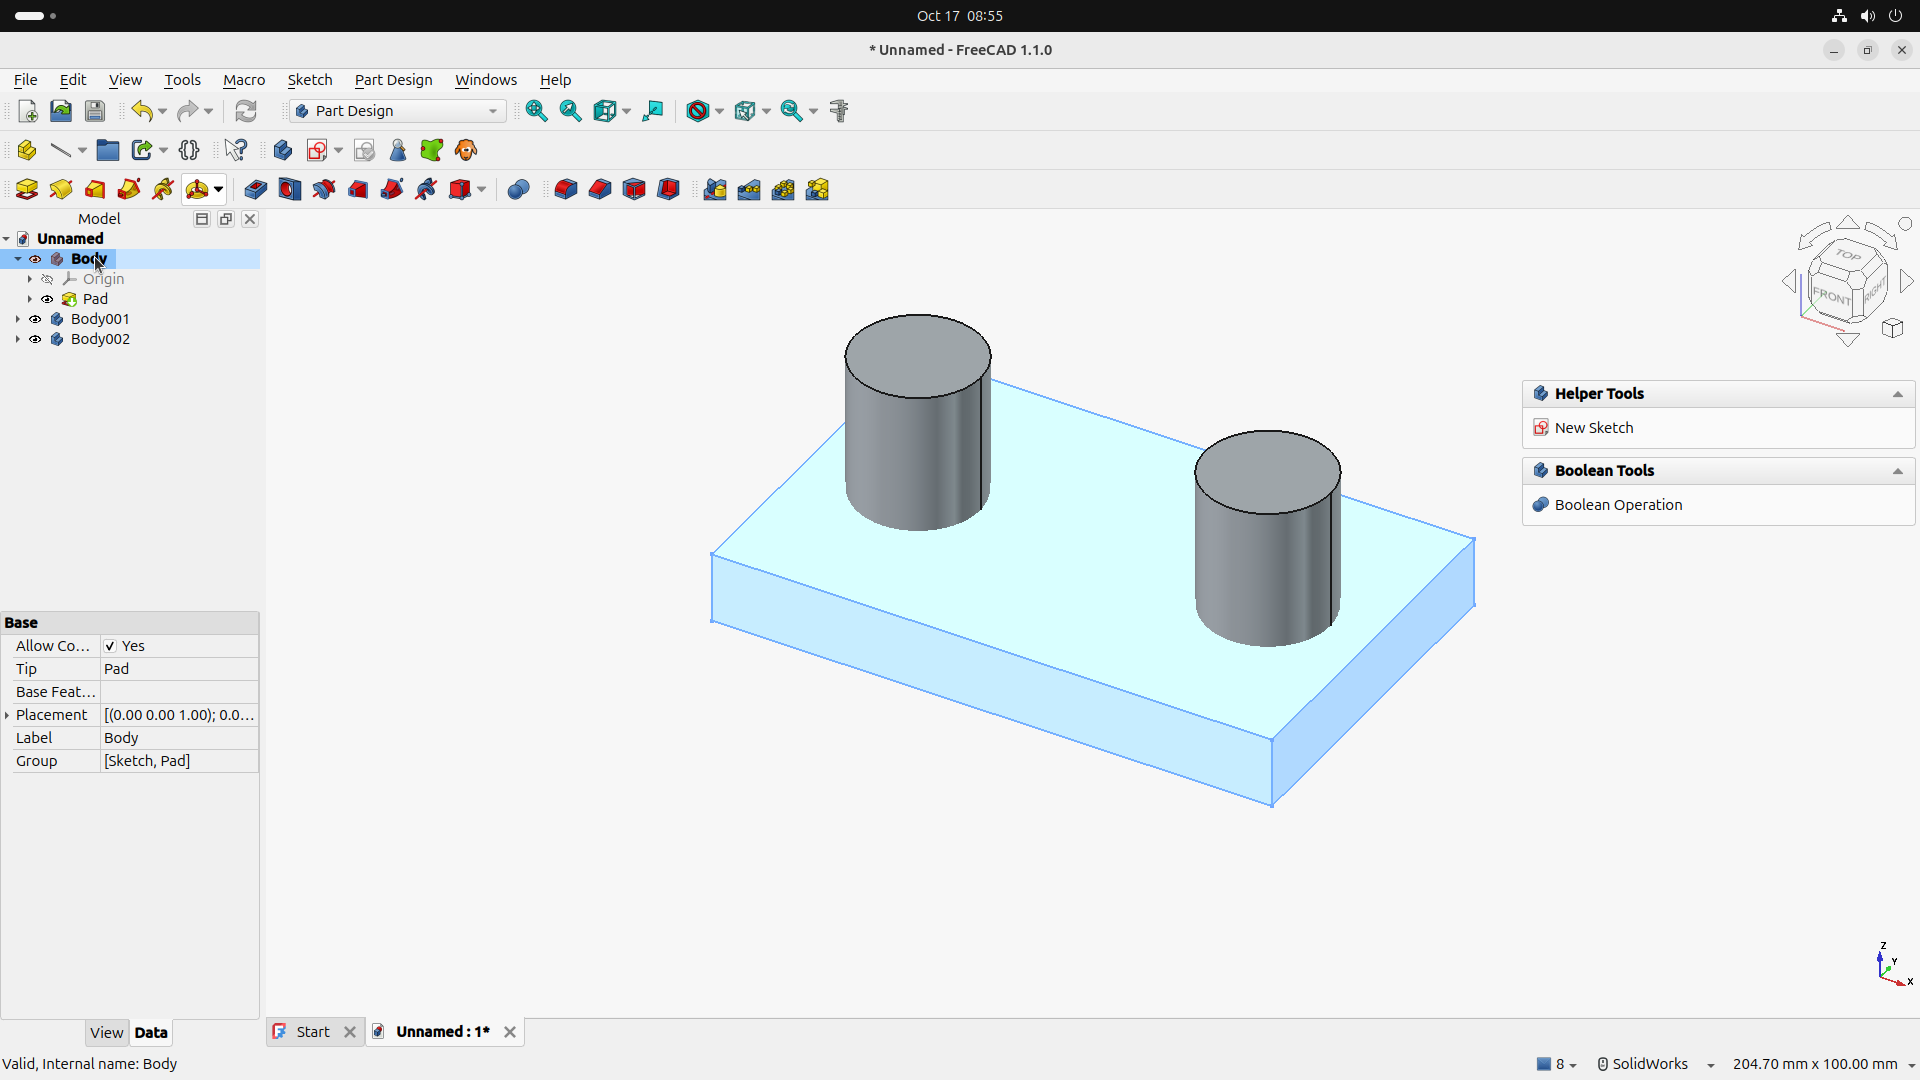 Oct 17 08:55
* Unnamed - FreeCAD 1.1.0
File Edit View Tools Macro Sketch Part Design Windows Help
Part Design
Model
Unnamed
Body
Origin
Pad
Body001
Body002
TOP
FRONT
RIGHT
Helper Tools
New Sketch
Boolean Tools
Boolean Operation
Base
Allow Co... Yes
Tip Pad
Base Feat...
Placement [(0.00 0.00 1.00); 0.0...
Label Body
Group [Sketch, Pad]
Z
Y
X
View Data
Start
Unnamed : 1*
Valid, Internal name: Body
8
SolidWorks
204.70 mm x 100.00 mm